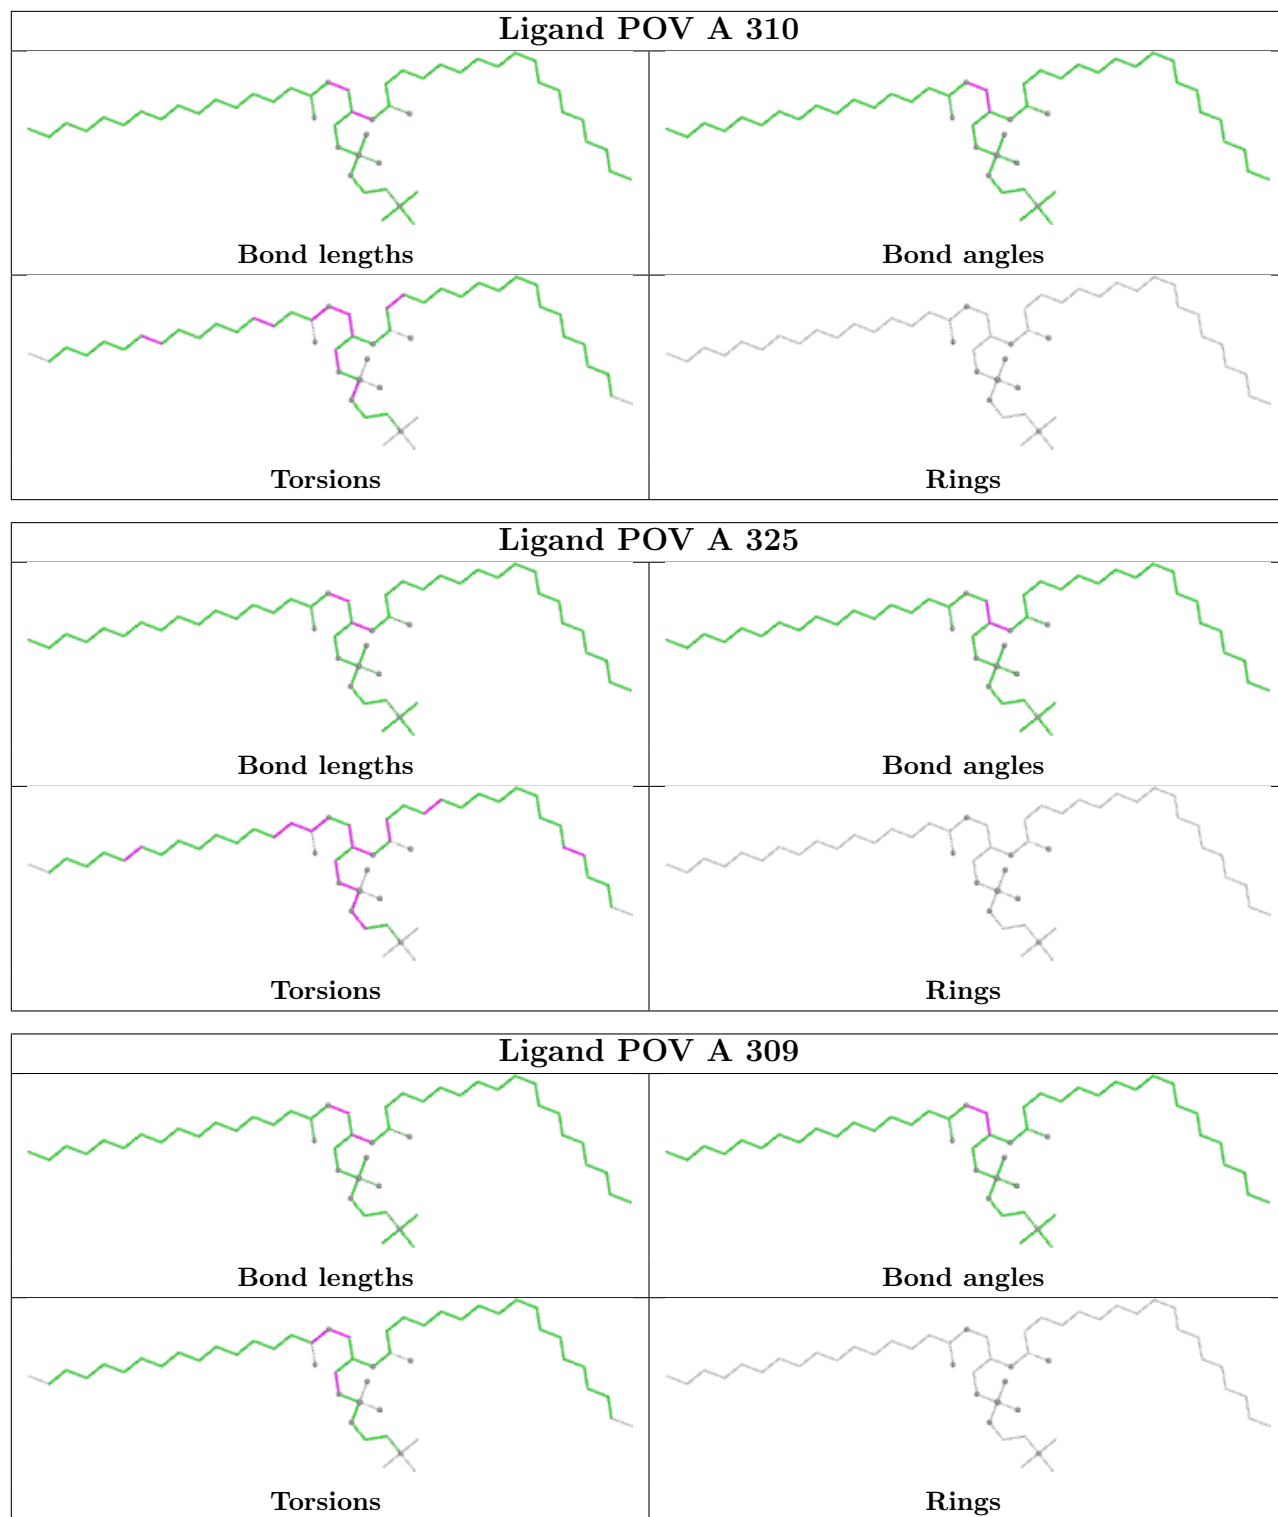 Ligand POV A 310
Bond lengths
Bond angles
Torsions
Rings
Ligand POV A 325
Bond lengths
Bond angles
Torsions
Rings
Ligand POV A 309
Bond lengths
Bond angles
Torsions
Rings